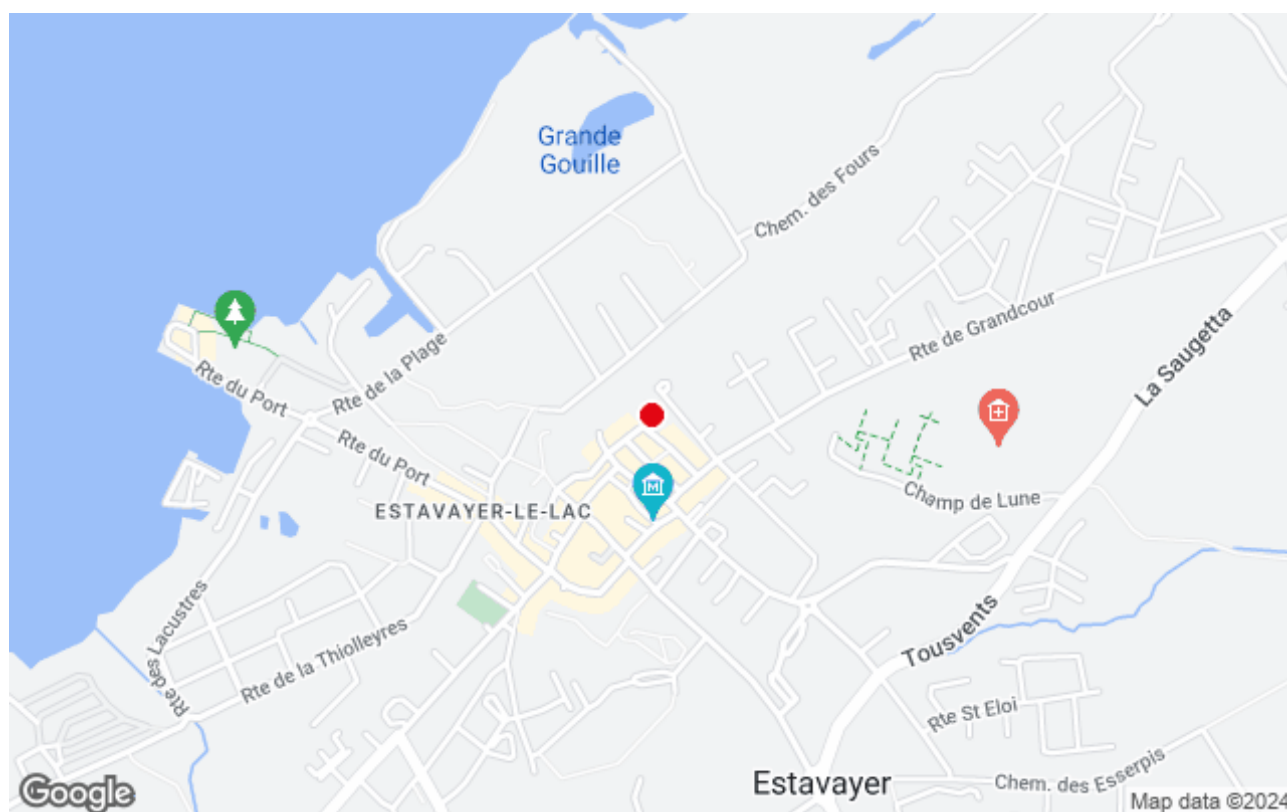 Grande
Gouille
Chem. des Fours
Rte de Grandcour
La Saugetta
Rte de la Plage
Rte du Port
Rte du Port
M
ESTAVAYER-LE-LAC
Champ de Lune
Rte des Lacustres
Rte de la Thiolleyres
Tousvents
Rte St Eloi
Estavayer
Chem. des Esserpis
Google
Map data ©2024